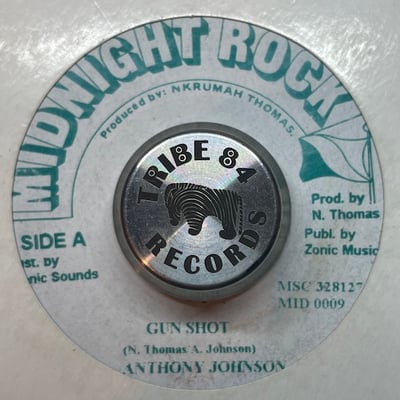 MIDNIGHT ROCK
Produced by: NKRUMAH THOMAS.
TRIBE 84
RECORDS
SIDE A
Prod. by
N. Thomas
Publ. by
Zonic Music
Sounds
MSC 328127
MID 0009
GUN SHOT
(N. Thomas A. Johnson)
ANTHONY JOHNSON